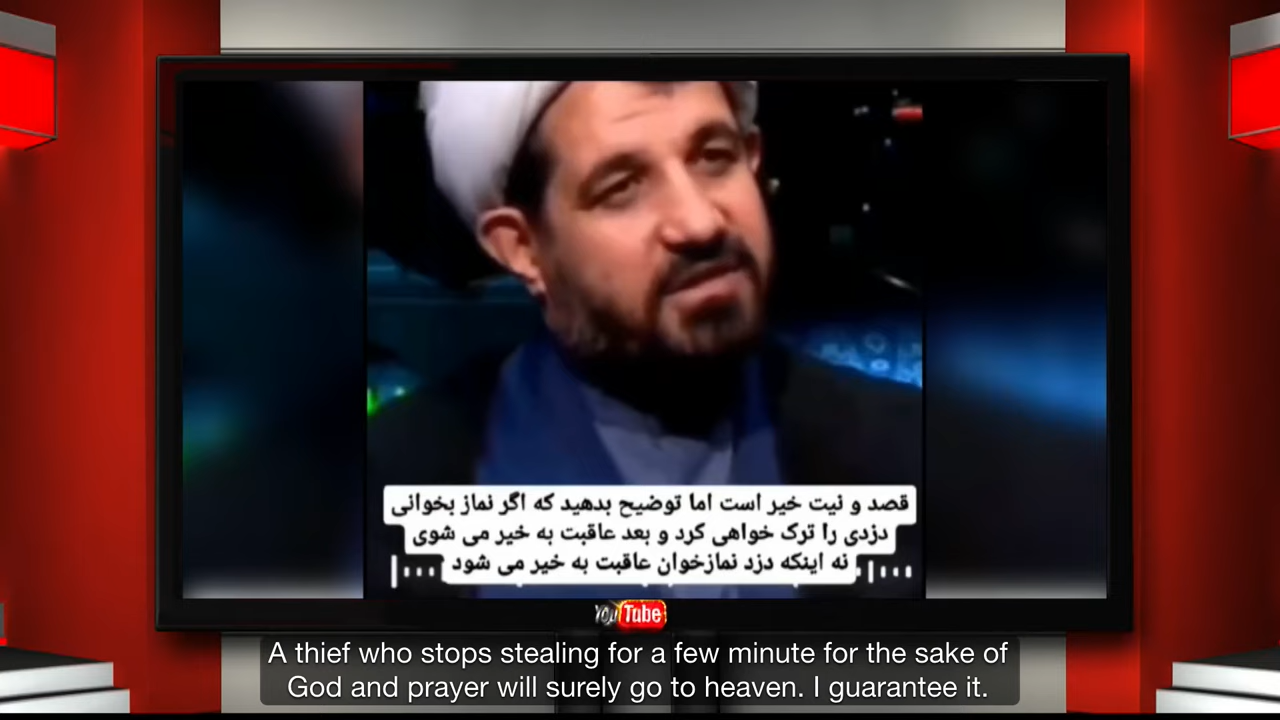 قصد و نیت خیر است اما توضیح بدهید که اگر نماز بخوانی
دزدی را ترک خواهی کرد و بعد عاقبت به خیر می شوی
نه اینکه دزد نمازخوان عاقبت به خیر می شود
YouTube
A thief who stops stealing for a few minute for the sake of
God and prayer will surely go to heaven. I guarantee it.